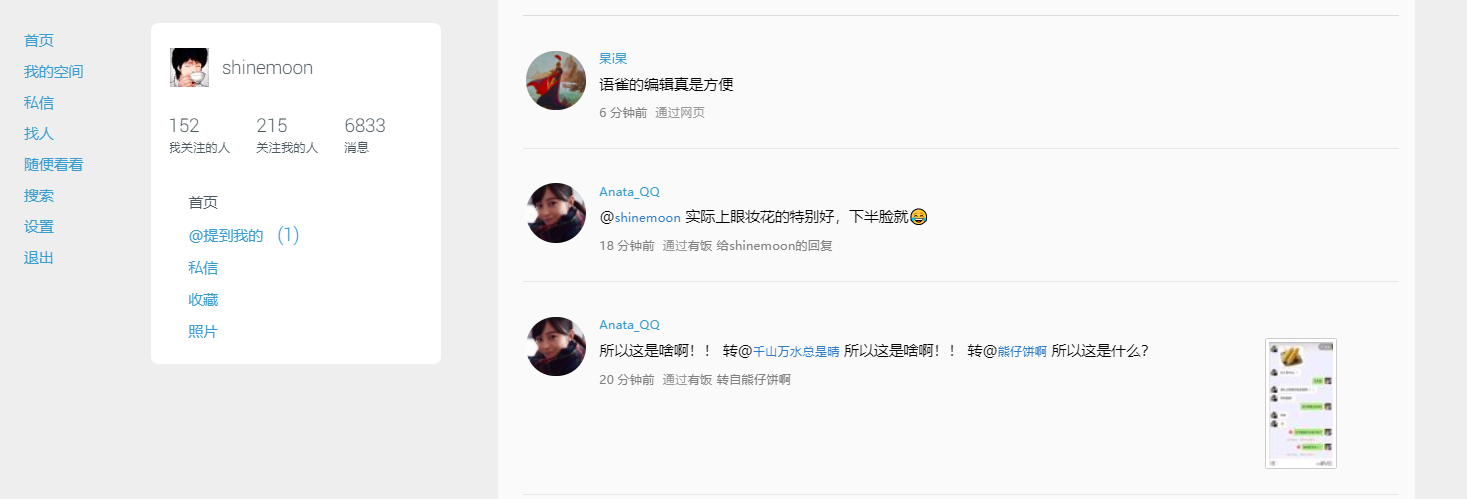 首页
我的空间
私信
找人
随便看看
搜索
设置
退出
shinemoon
152 215 6833
我关注的人 关注我的人 消息
首页
@提到我的 (1)
私信
收藏
照片
杲i杲
语雀的编辑真是方便
6 分钟前 通过网页
Anata_QQ
@shinemoon 实际上眼妆花的特别好，下半脸就😂
18 分钟前 通过有饭 给shinemoon的回复
Anata_QQ
所以这是啥啊！！ 转@千山万水总是晴 所以这是啥啊！！ 转@熊仔饼啊 所以这是什么？
20 分钟前 通过有饭 转自熊仔饼啊